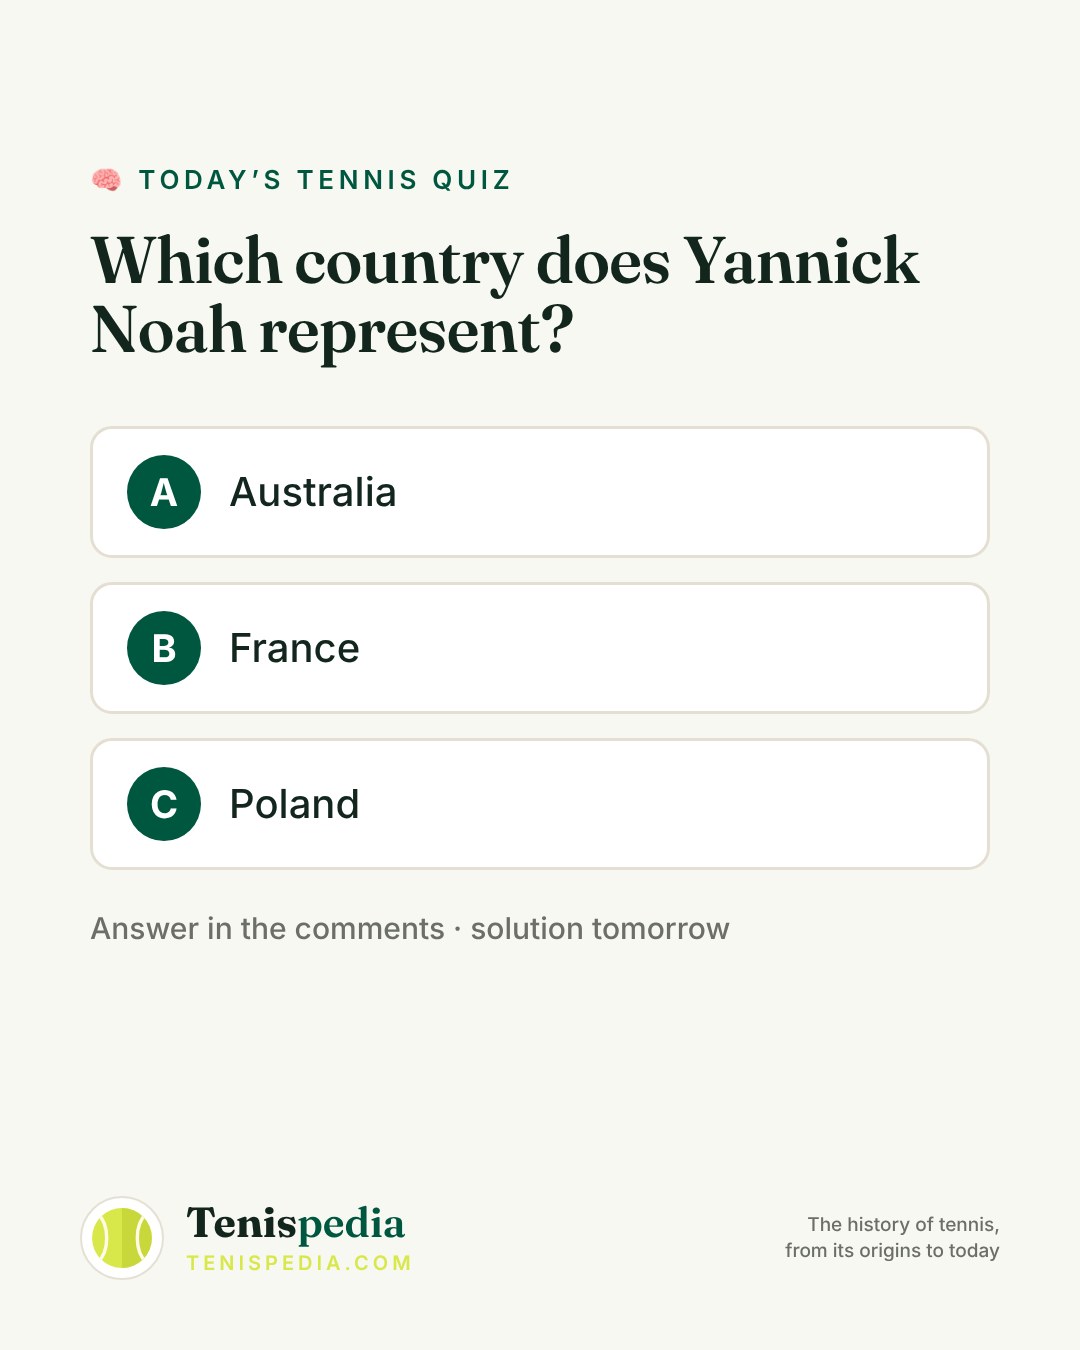 🧠 TODAY’S TENNIS QUIZ
Which country does Yannick
Noah represent?
A Australia
B France
C Poland
Answer in the comments · solution tomorrow
Tenispedia
TENISPEDIA.COM
The history of tennis,
from its origins to today